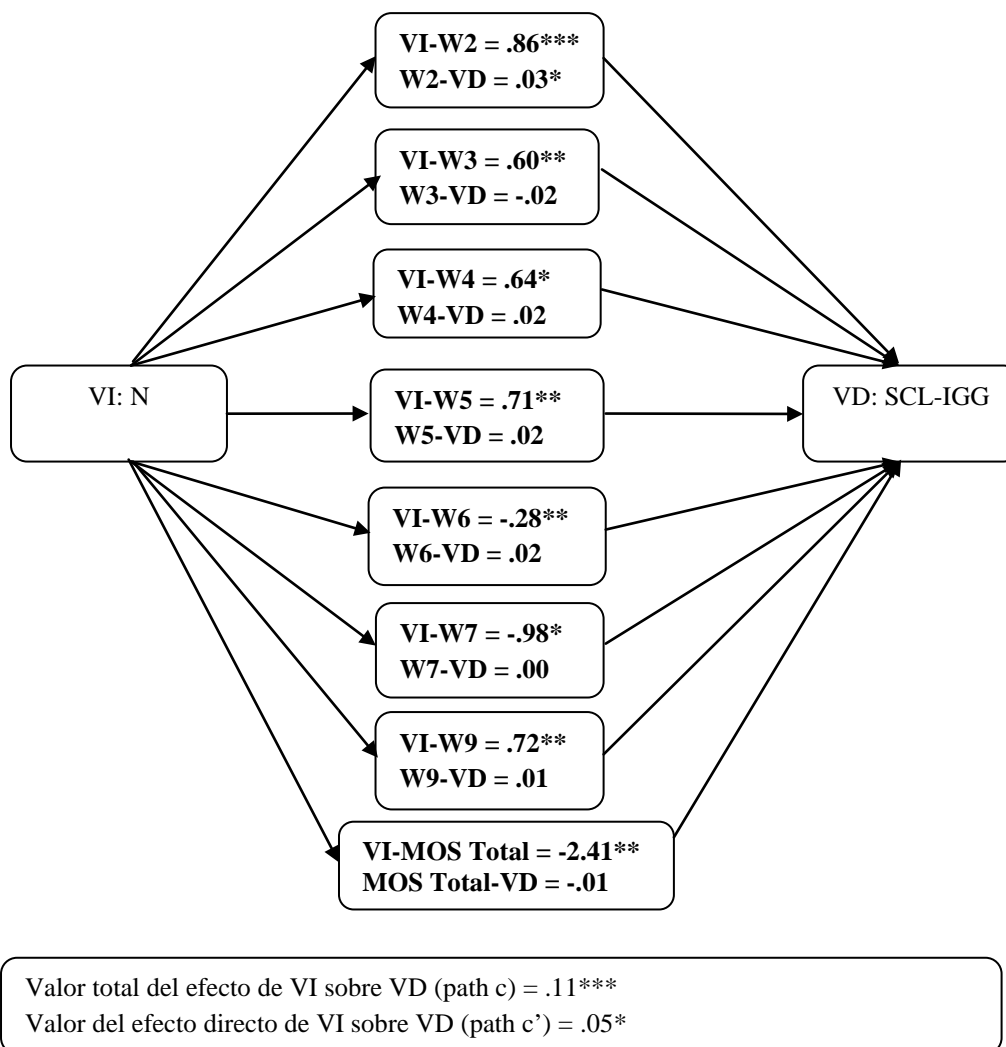 VI-W2 = .86***
W2-VD = .03*
VI-W3 = .60**
W3-VD = -.02
VI-W4 = .64*
W4-VD = .02
VI: N
VI-W5 = .71**
W5-VD = .02
VD: SCL-IGG
VI-W6 = -.28**
W6-VD = .02
VI-W7 = -.98*
W7-VD = .00
VI-W9 = .72**
W9-VD = .01
VI-MOS Total = -2.41**
MOS Total-VD = -.01
Valor total del efecto de VI sobre VD (path c) = .11***
Valor del efecto directo de VI sobre VD (path c’) = .05*